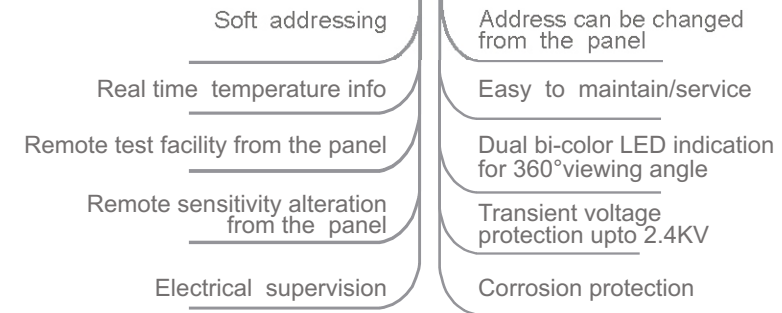 Soft addressing
Real time temperature info
Remote test facility from the panel
Remote sensitivity alteration
from the panel
Electrical supervision
Address can be changed
from the panel
Easy to maintain/service
Dual bi-color LED indication
for 360°viewing angle
Transient voltage
protection upto 2.4KV
Corrosion protection